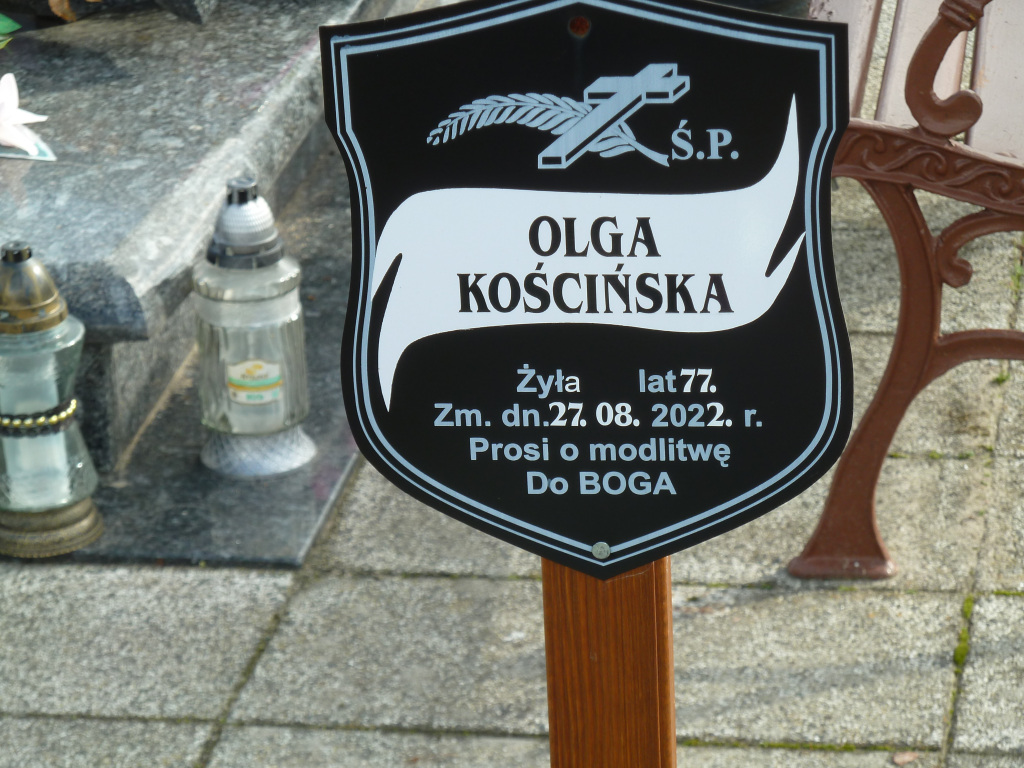 Ś.P.
OLGA
KOŚCIŃSKA
Żyła lat 77.
Zm. dn. 27. 08. 2022. r.
Prosi o modlitwę
Do BOGA